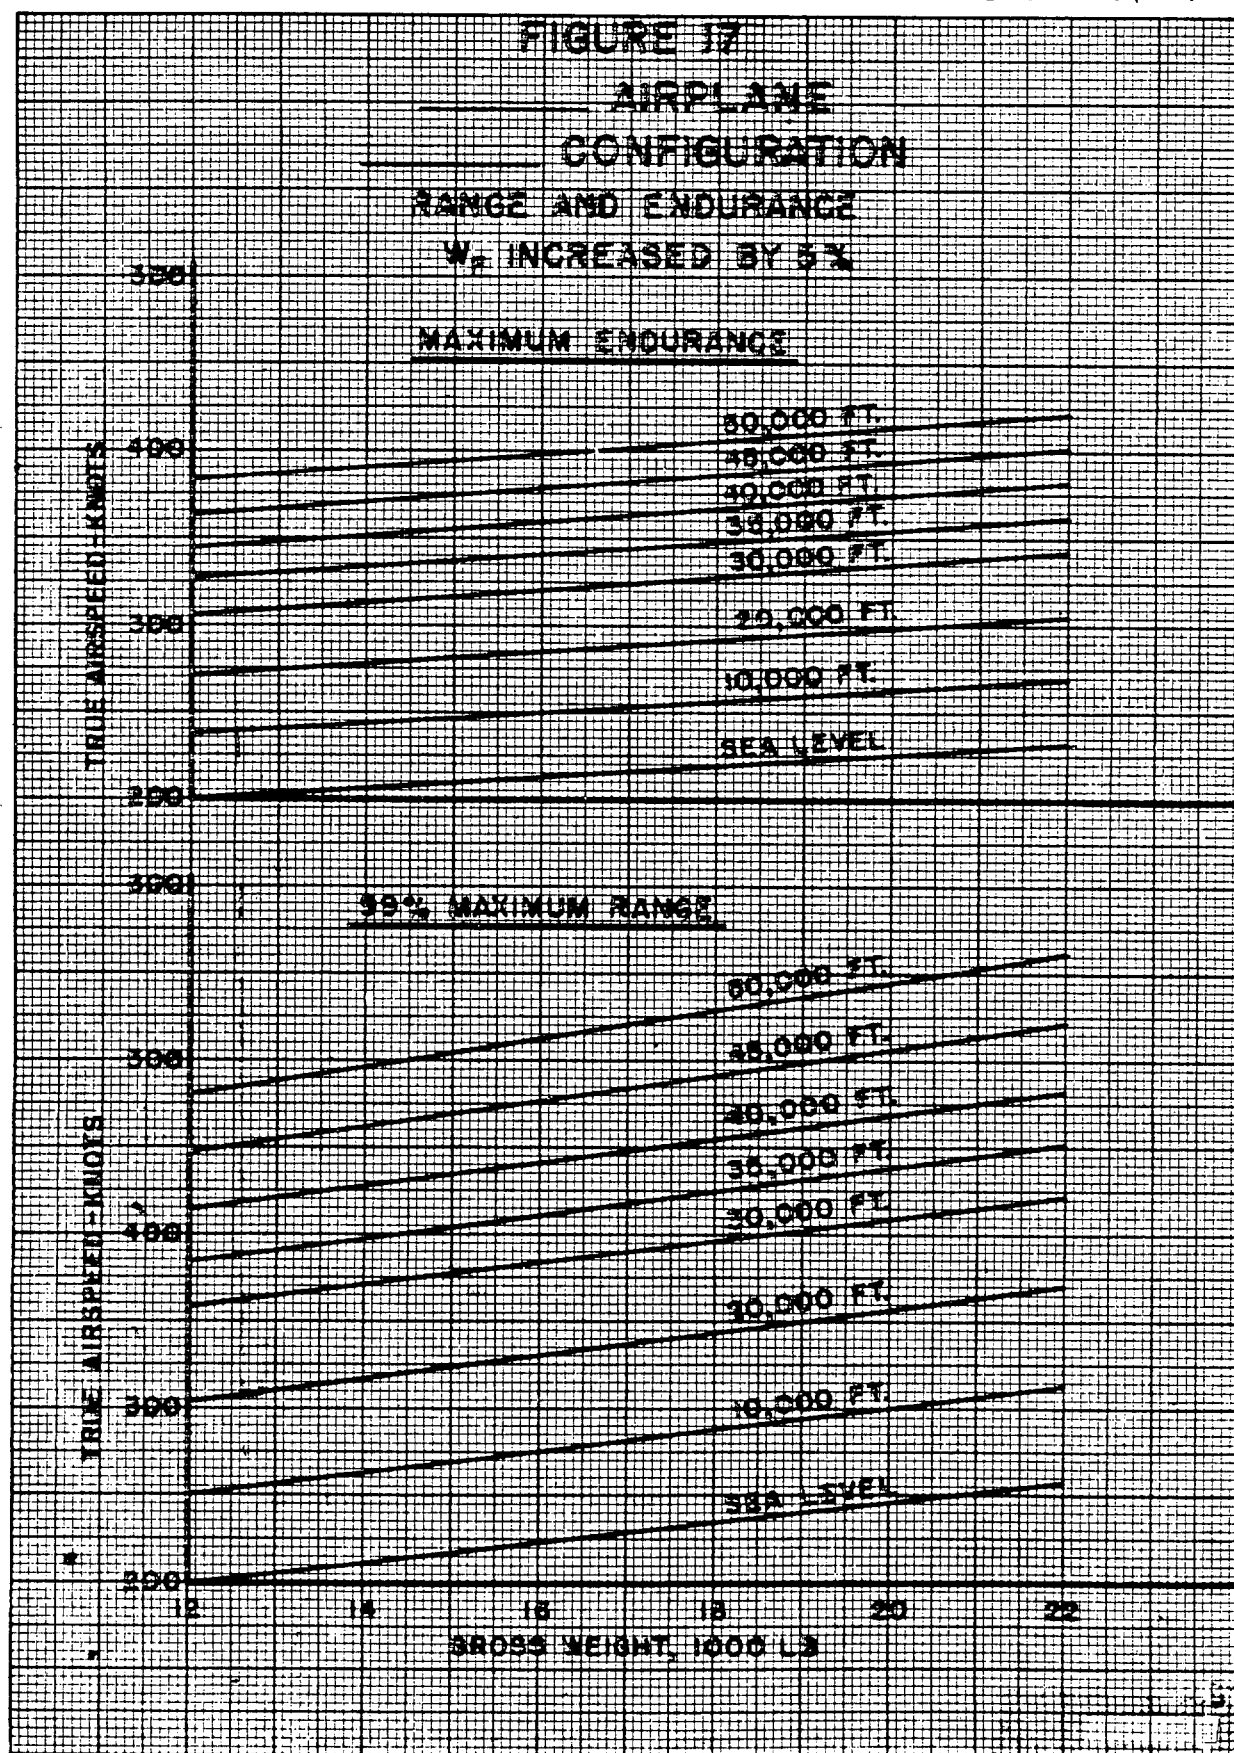 FIGURE 17
________ AIRPLANE
________ CONFIGURATION
RANGE AND ENDURANCE
W_F INCREASED BY 5%
500
MAXIMUM ENDURANCE
50,000 FT.
400
45,000 FT.
40,000 FT.
35,000 FT.
30,000 FT.
300
20,000 FT.
10,000 FT.
SEA LEVEL
200
TRUE AIRSPEED-KNOTS
99% MAXIMUM RANGE
50,000 FT.
500
45,000 FT.
40,000 FT.
35,000 FT.
30,000 FT.
400
20,000 FT.
300
10,000 FT.
SEA LEVEL
200
TRUE AIRSPEED-KNOTS
12 14 16 18 20 22
GROSS WEIGHT, 1000 LB